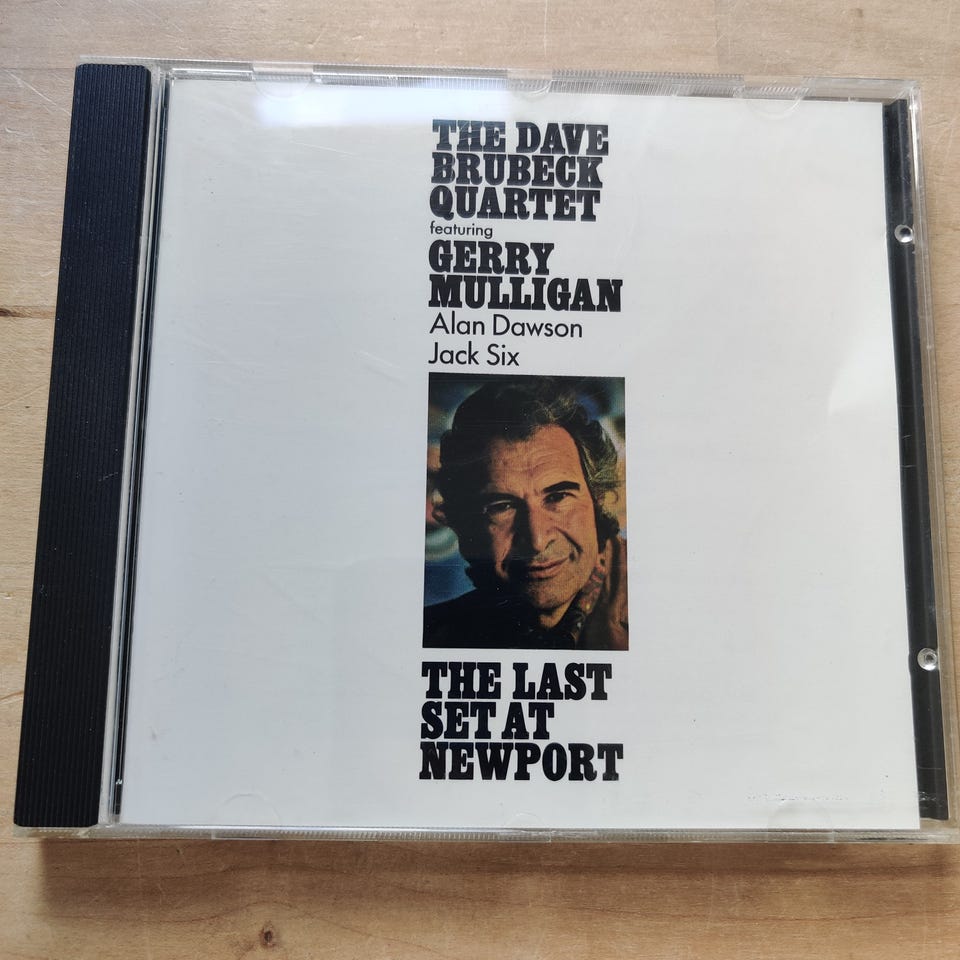 THE DAVE
BRUBECK
QUARTET
featuring
GERRY
MULLIGAN
Alan Dawson
Jack Six
THE LAST
SET AT
NEWPORT